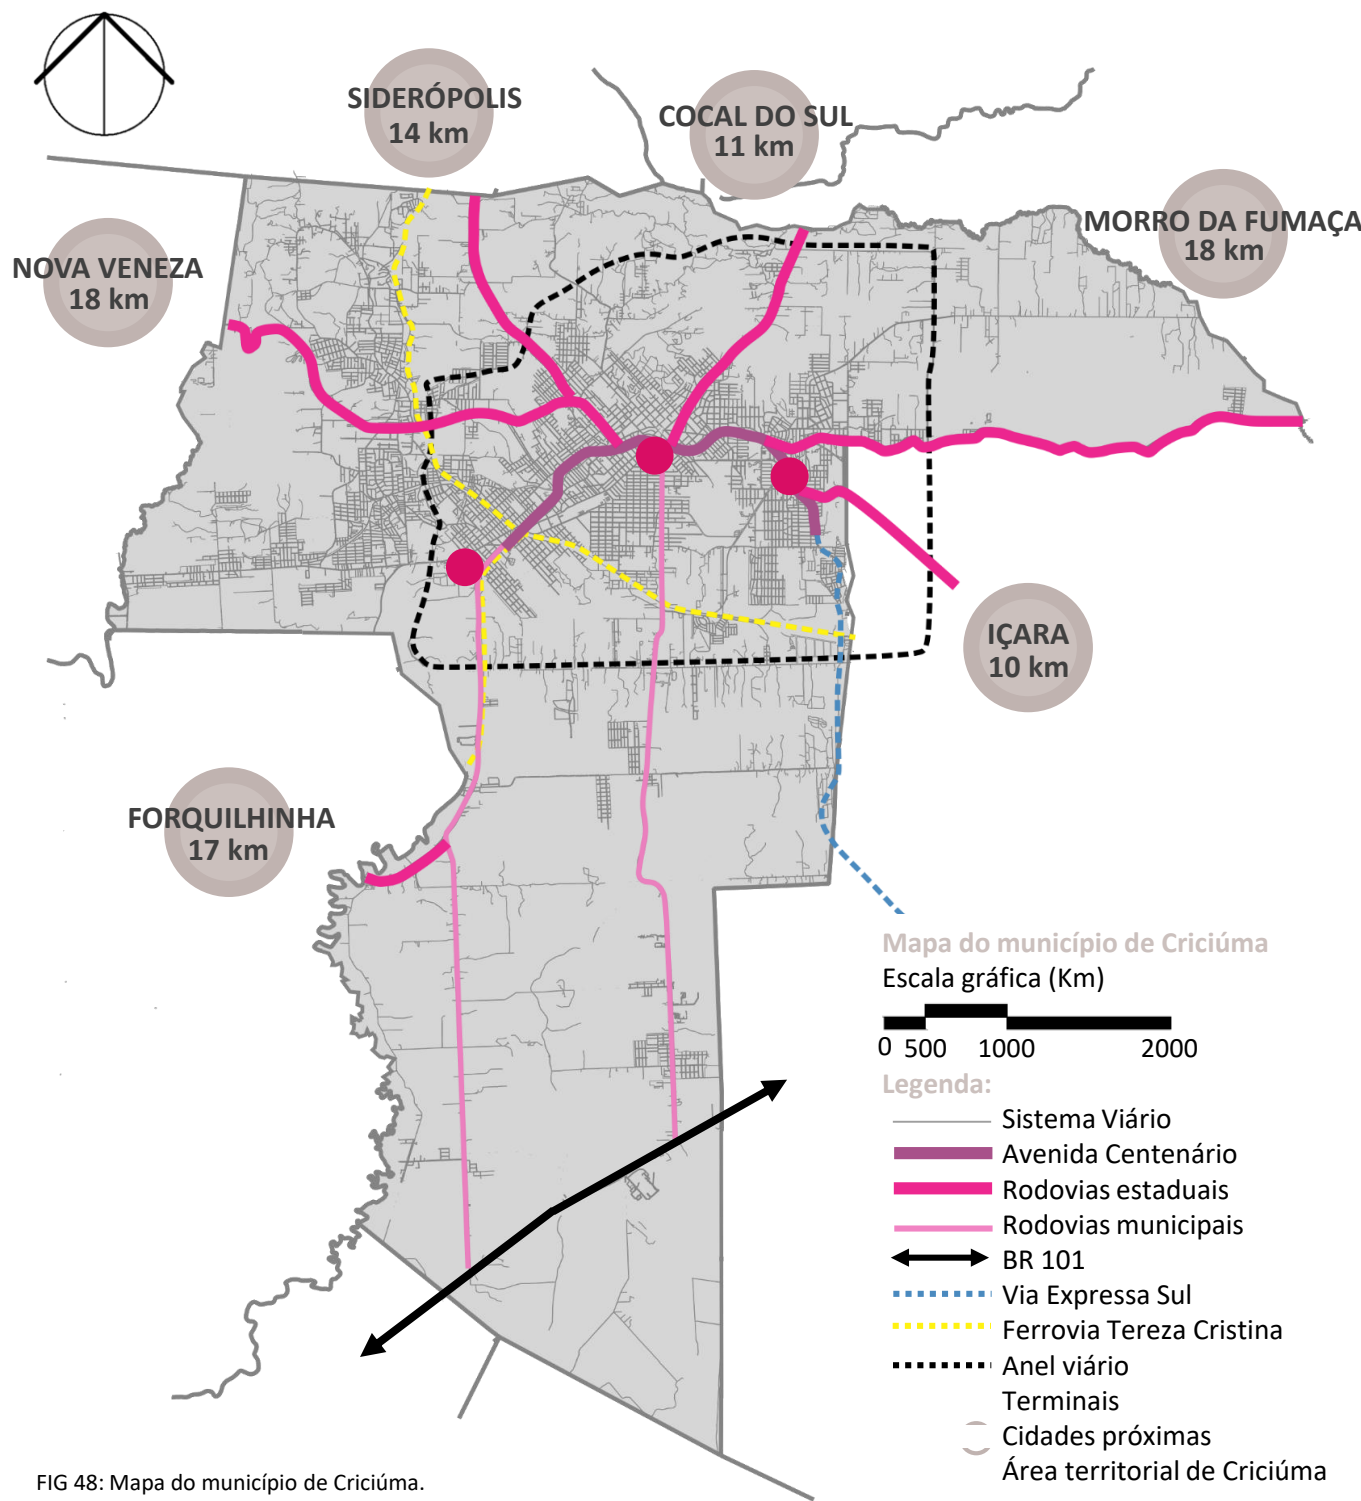 SIDERÓPOLIS
14 km
COCAL DO SUL
11 km
MORRO DA FUMAÇA
18 km
NOVA VENEZA
18 km
IÇARA
10 km
FORQUILHINHA
17 km
Mapa do município de Criciúma
Escala gráfica (Km)
0 500 1000 2000
Legenda:
Sistema Viário
Avenida Centenário
Rodovias estaduais
Rodovias municipais
BR 101
Via Expressa Sul
Ferrovia Tereza Cristina
Anel viário
Terminais
Cidades próximas
Área territorial de Criciúma
FIG 48: Mapa do município de Criciúma.